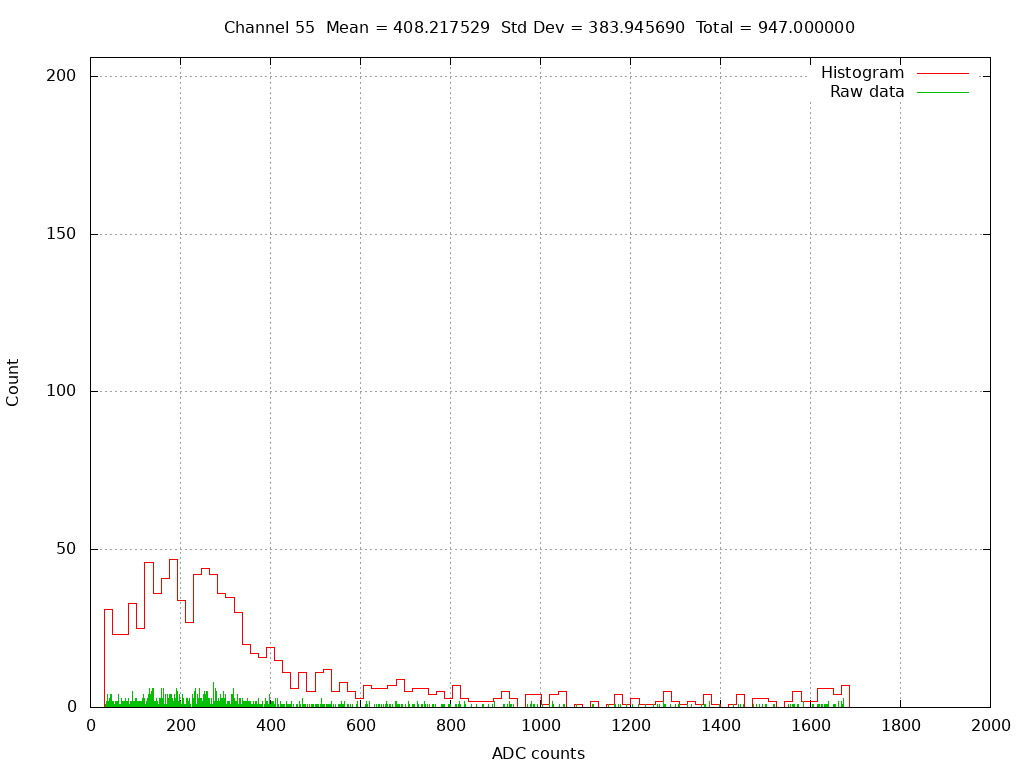 Channel 55  Mean = 408.217529  Std Dev = 383.945690  Total = 947.000000
Histogram
Raw data
200
150
100
50
0
Count
0 200 400 600 800 1000 1200 1400 1600 1800 2000
ADC counts